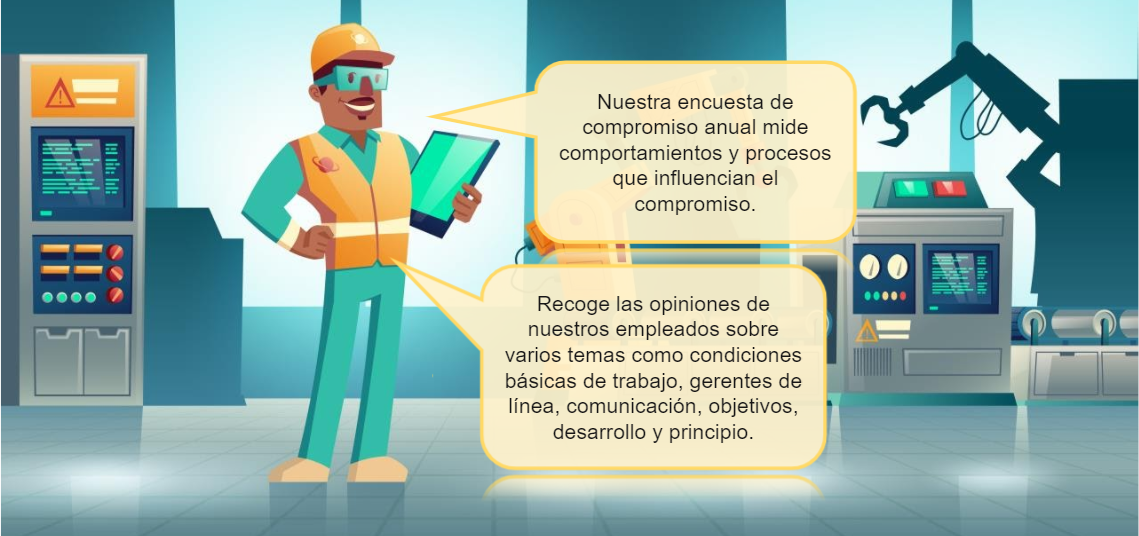 Nuestra encuesta de
compromiso anual mide
comportamientos y procesos
que influencian el
compromiso.
Recoge las opiniones de
nuestros empleados sobre
varios temas como condiciones
básicas de trabajo, gerentes de
línea, comunicación, objetivos,
desarrollo y principio.